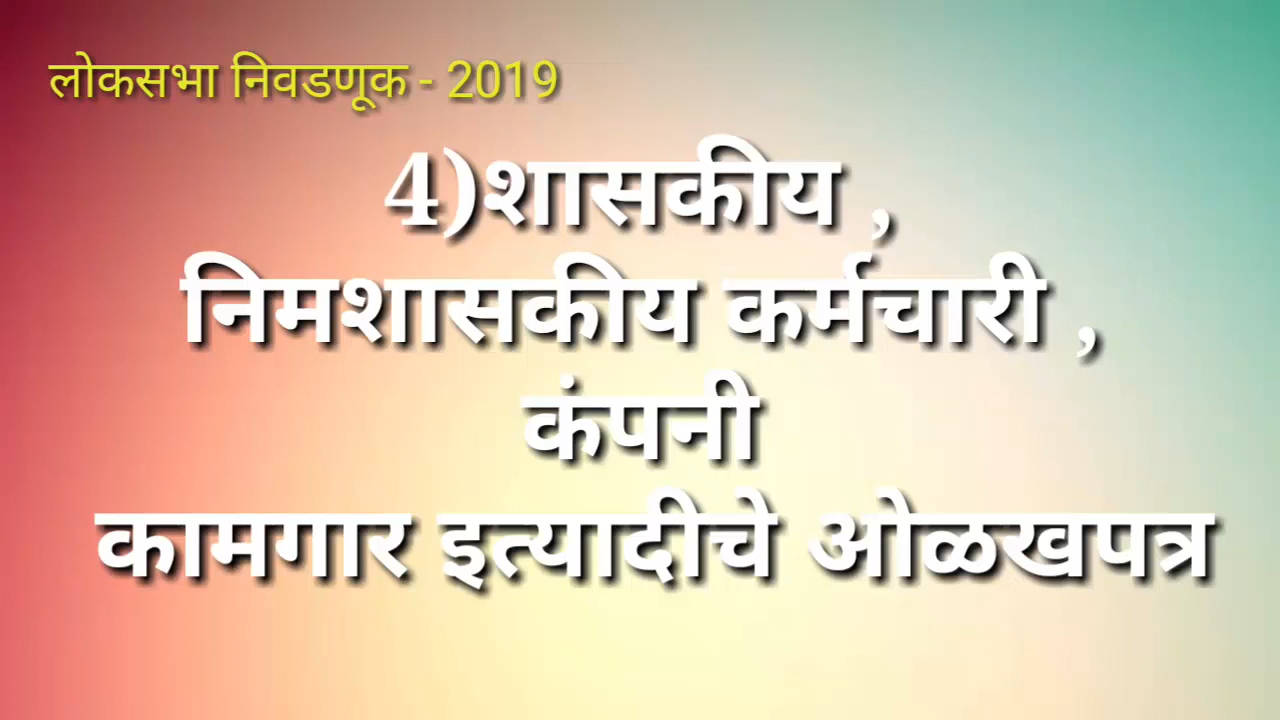 लोकसभा निवडणूक - 2019
4)शासकीय ,
निमशासकीय कर्मचारी ,
कंपनी
कामगार इत्यादीचे ओळखपत्र